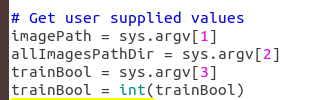 # Get user supplied values
imagePath = sys.argv[1]
allImagesPathDir = sys.argv[2]
trainBool = sys.argv[3]
trainBool = int(trainBool)